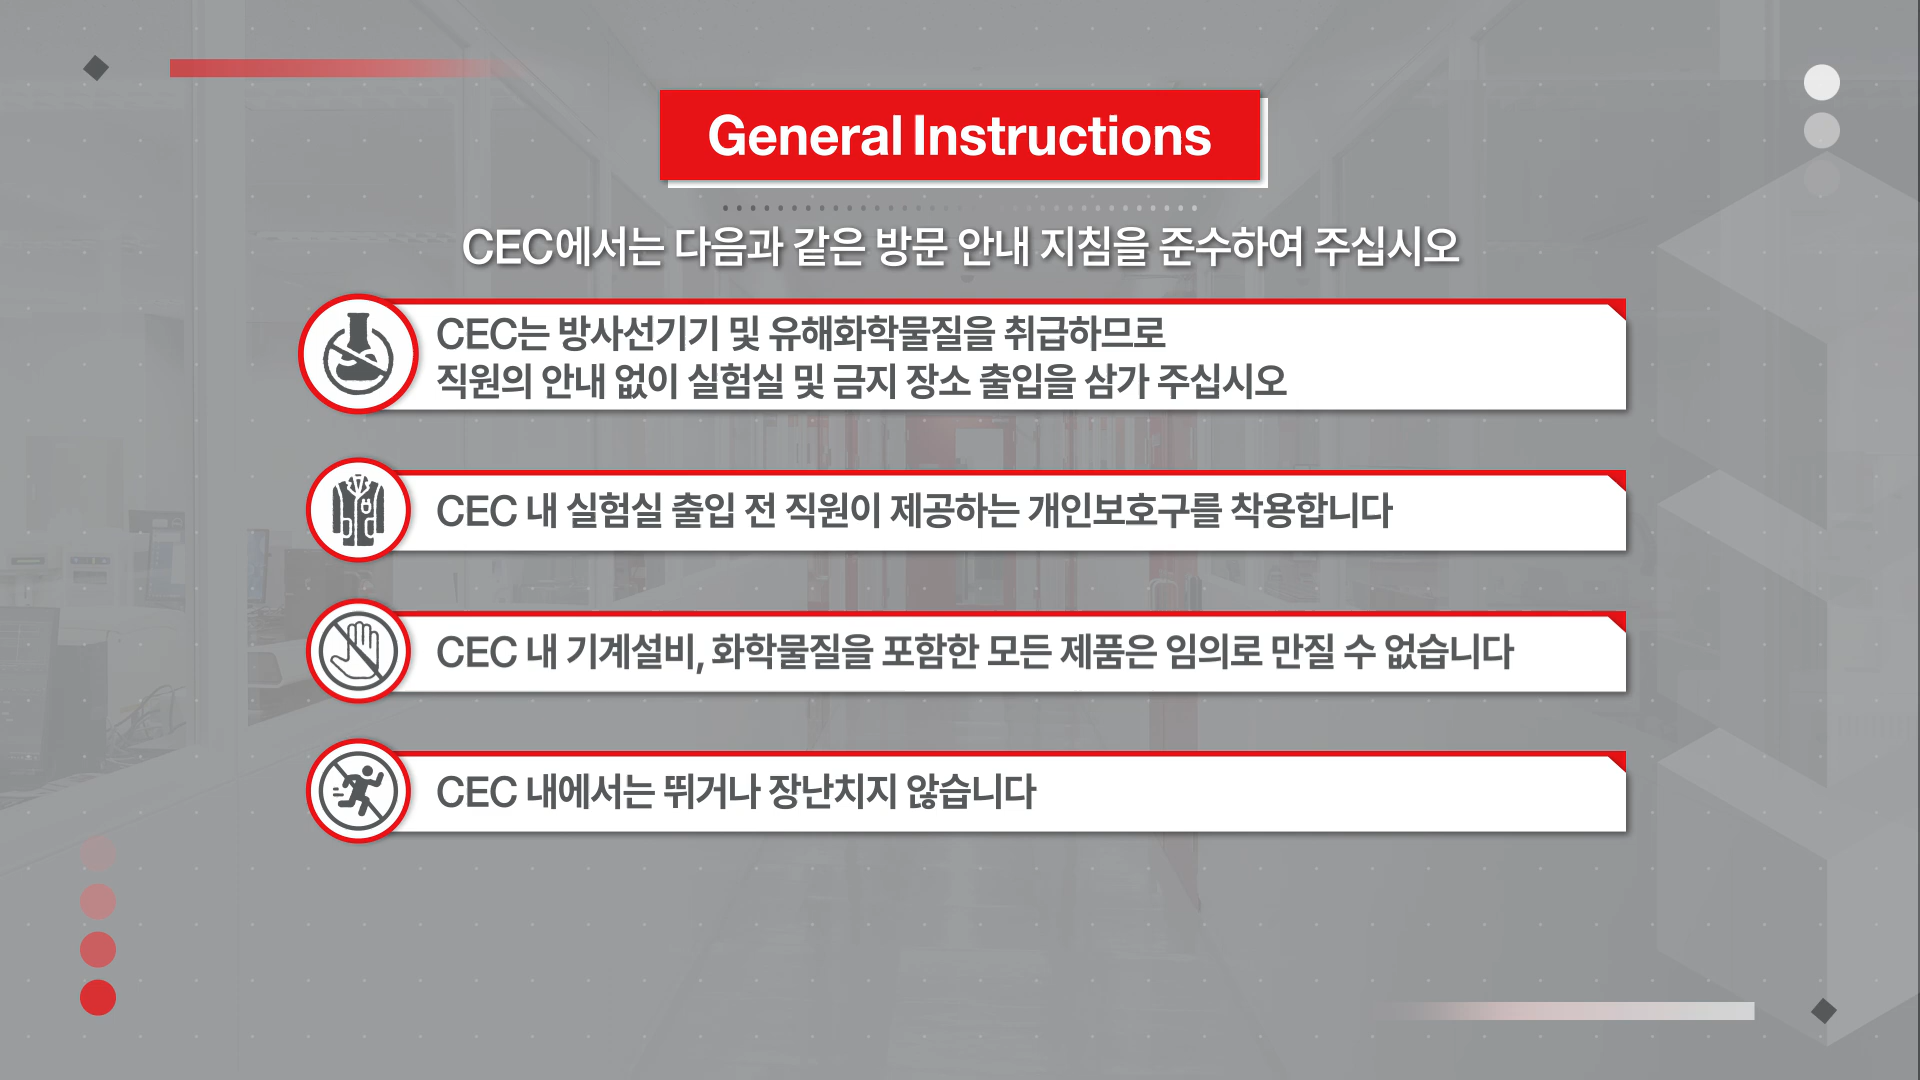 General Instructions
CEC에서는 다음과 같은 방문 안내 지침을 준수하여 주십시오
CEC는 방사선기기 및 유해화학물질을 취급하므로
직원의 안내 없이 실험실 및 금지 장소 출입을 삼가 주십시오
CEC 내 실험실 출입 전 직원이 제공하는 개인보호구를 착용합니다
CEC 내 기계설비, 화학물질을 포함한 모든 제품은 임의로 만질 수 없습니다
CEC 내에서는 뛰거나 장난치지 않습니다